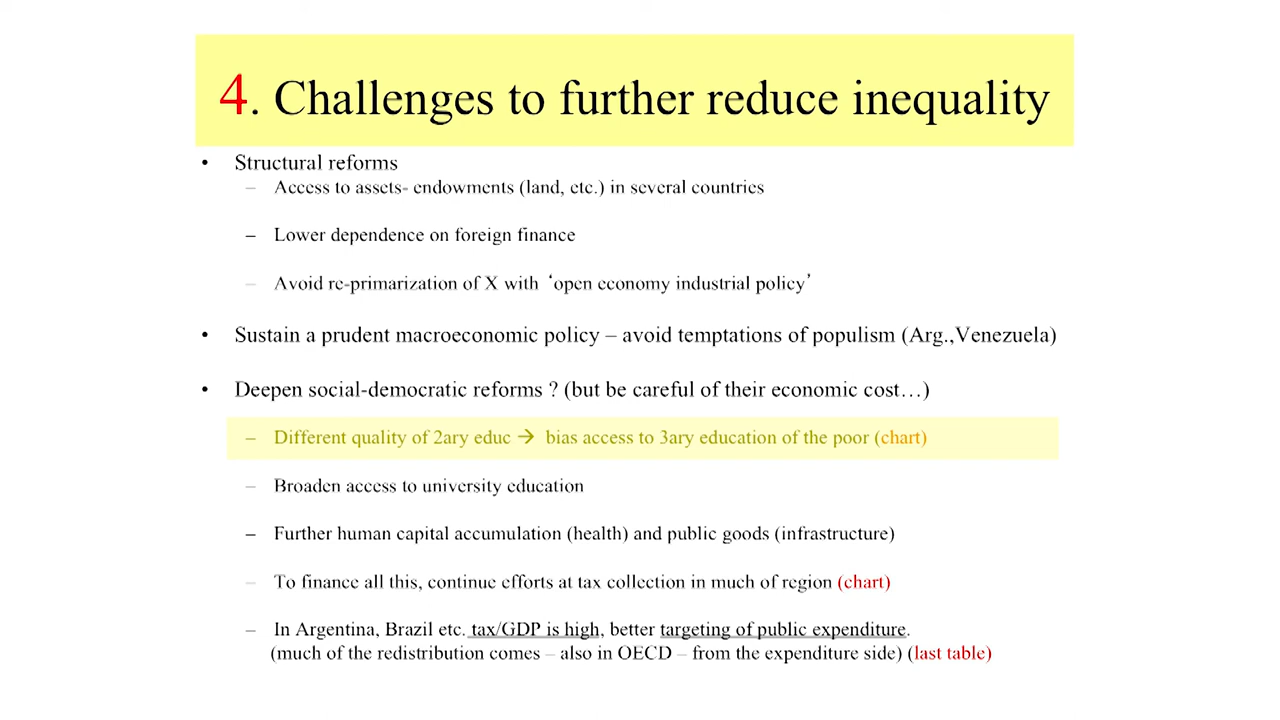 4. Challenges to further reduce inequality
• Structural reforms
– Access to assets- endowments (land, etc.) in several countries
– Lower dependence on foreign finance
– Avoid re-primarization of X with ‘open economy industrial policy’
• Sustain a prudent macroeconomic policy – avoid temptations of populism (Arg.,Venezuela)
• Deepen social-democratic reforms ? (but be careful of their economic cost…)
– Different quality of 2ary educ → bias access to 3ary education of the poor (chart)
– Broaden access to university education
– Further human capital accumulation (health) and public goods (infrastructure)
– To finance all this, continue efforts at tax collection in much of region (chart)
– In Argentina, Brazil etc. tax/GDP is high, better targeting of public expenditure.
(much of the redistribution comes – also in OECD – from the expenditure side) (last table)